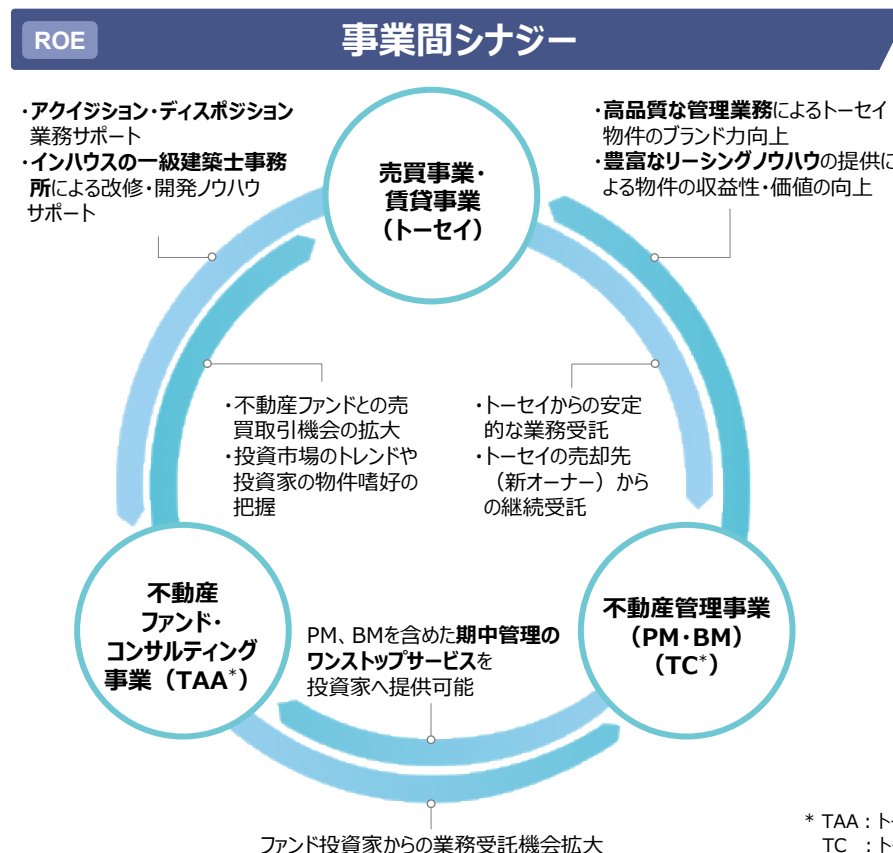 ROE
事業間シナジー
・アクイジション・ディスポジション
業務サポート
・インハウスの一級建築士事務
所による改修・開発ノウハウ
サポート
売買事業・
賃貸事業
（トーセイ）
・高品質な管理業務によるトーセイ
物件のブランド力向上
・豊富なリーシングノウハウの提供に
よる物件の収益性・価値の向上
・不動産ファンドとの売
買取引機会の拡大
・投資市場のトレンドや
投資家の物件嗜好の
把握
・トーセイからの安定
的な業務受託
・トーセイの売却先
（新オーナー）から
の継続受託
不動産
ファンド・
コンサルティング
事業（TAA*）
PM、BMを含めた期中管理の
ワンストップサービスを
投資家へ提供可能
不動産管理事業
（PM・BM）
（TC*）
ファンド投資家からの業務受託機会拡大
* TAA：ト
TC ：ト